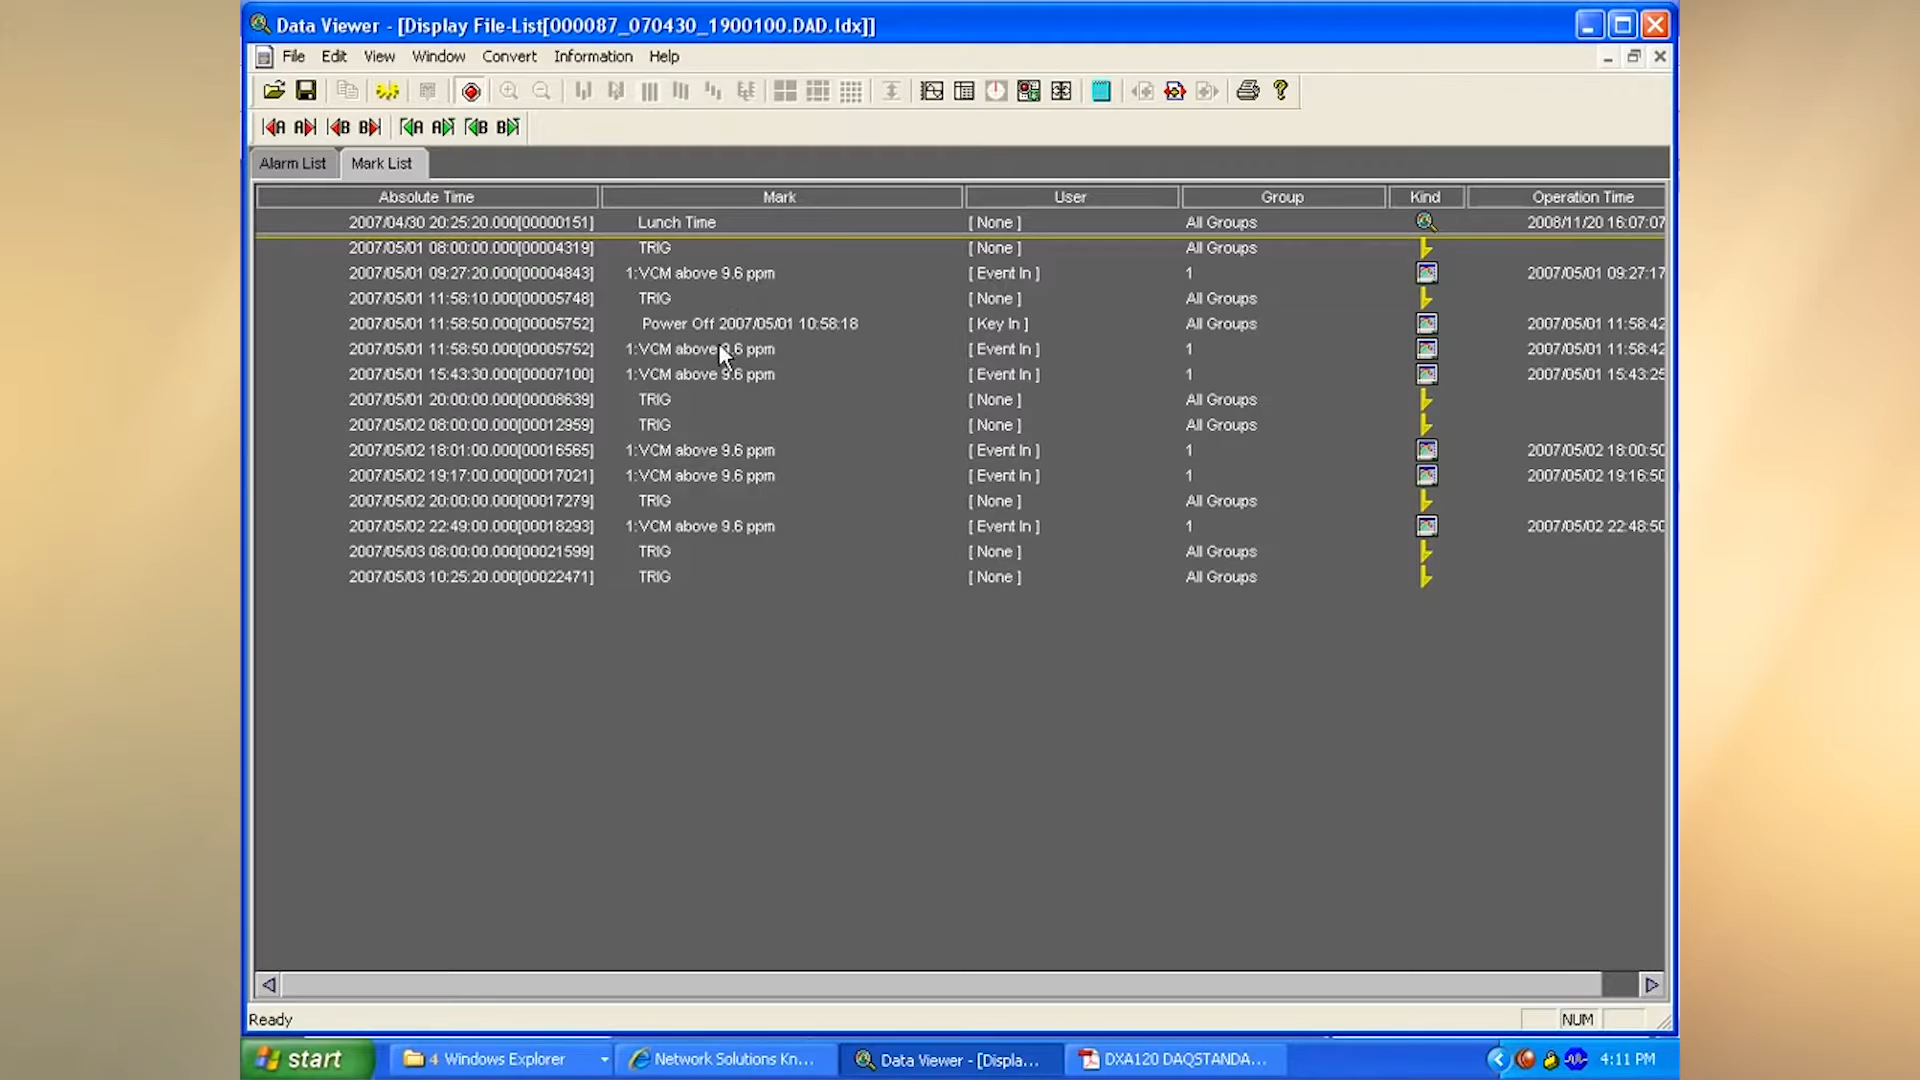 Data Viewer - [Display File-List[000087_070430_1900100.DAD.ldx]]
File Edit View Window Convert Information Help
A A B B A A B B
Alarm List Mark List
Absolute Time Mark User Group Kind Operation Time
2007/04/30 20:25:20.000[00000151] Lunch Time [ None ] All Groups 2008/11/20 16:07:07
2007/05/01 08:00:00.000[00004319] TRIG [ None ] All Groups
2007/05/01 09:27:20.000[00004843] 1:VCM above 9.6 ppm [ Event In ] 1 2007/05/01 09:27:17
2007/05/01 11:58:10.000[00005748] TRIG [ None ] All Groups
2007/05/01 11:58:50.000[00005752] Power Off 2007/05/01 10:58:18 [ Key In ] All Groups 2007/05/01 11:58:42
2007/05/01 11:58:50.000[00005752] 1:VCM above 9.6 ppm [ Event In ] 1 2007/05/01 11:58:42
2007/05/01 15:43:30.000[00007100] 1:VCM above 9.6 ppm [ Event In ] 1 2007/05/01 15:43:25
2007/05/01 20:00:00.000[00008639] TRIG [ None ] All Groups
2007/05/02 08:00:00.000[00012959] TRIG [ None ] All Groups
2007/05/02 18:01:00.000[00016565] 1:VCM above 9.6 ppm [ Event In ] 1 2007/05/02 18:00:50
2007/05/02 19:17:00.000[00017021] 1:VCM above 9.6 ppm [ Event In ] 1 2007/05/02 19:16:50
2007/05/02 20:00:00.000[00017279] TRIG [ None ] All Groups
2007/05/02 22:49:00.000[00018293] 1:VCM above 9.6 ppm [ Event In ] 1 2007/05/02 22:48:50
2007/05/03 08:00:00.000[00021599] TRIG [ None ] All Groups
2007/05/03 10:25:20.000[00022471] TRIG [ None ] All Groups
Ready NUM
start 4 Windows Explorer Network Solutions Kn... Data Viewer - [Displa... DXA120 DAQSTANDA... 4:11 PM